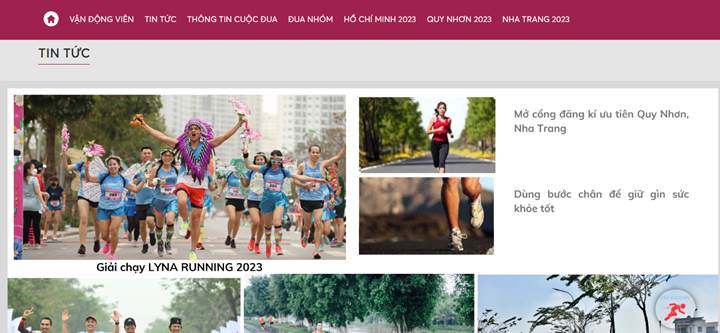 VẬN ĐỘNG VIÊN TIN TỨC THÔNG TIN CUỘC ĐUA ĐUA NHÓM HỒ CHÍ MINH 2023 QUY NHƠN 2023 NHA TRANG 2023
TIN TỨC
Mở cổng đăng kí ưu tiên Quy Nhơn,
Nha Trang
Dùng bước chân để giữ gìn sức
khỏe tốt
Giải chạy LYNA RUNNING 2023